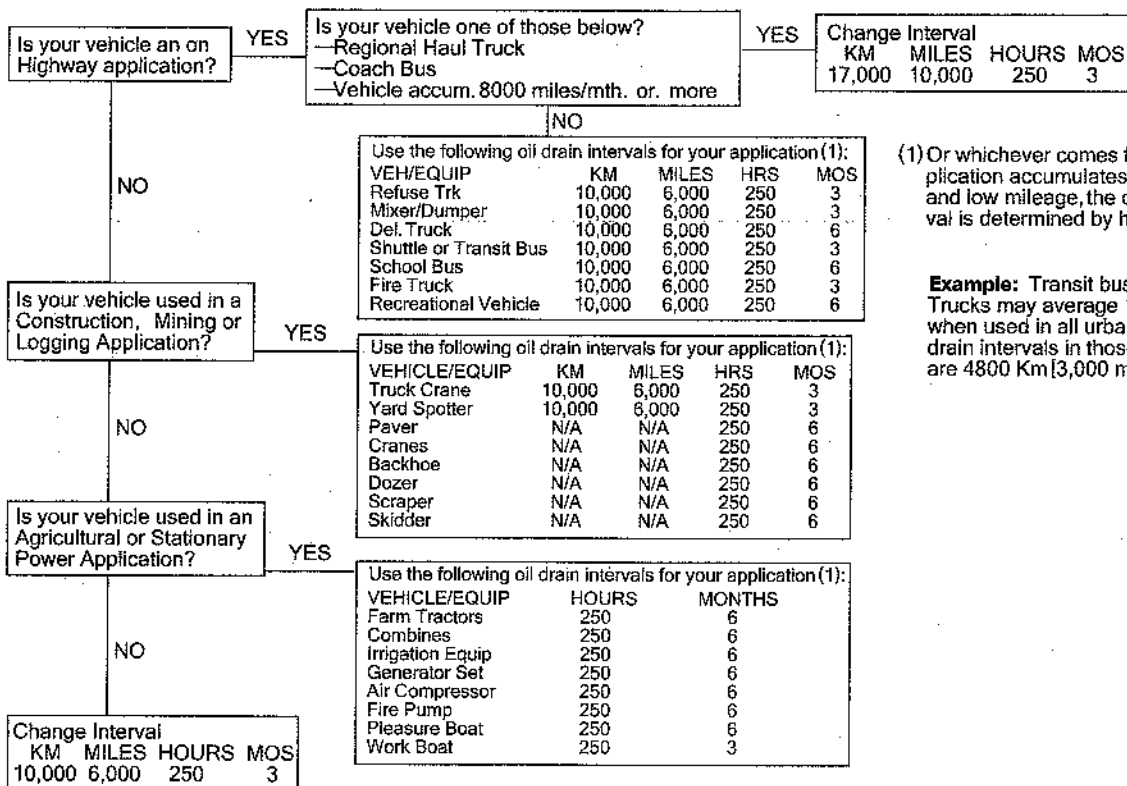 Is your vehicle an on
Highway application?
YES
Is your vehicle one of those below?
—Regional Haul Truck
—Coach Bus
—Vehicle accum. 8000 miles/mth. or. more
YES
Change Interval
KM MILES HOURS MOS
17,000 10,000 250 3
NO
NO
Use the following oil drain intervals for your application (1):
VEH/EQUIP KM MILES HRS MOS
Refuse Trk 10,000 6,000 250 3
Mixer/Dumper 10,000 6,000 250 3
Del. Truck 10,000 6,000 250 6
Shuttle or Transit Bus 10,000 6,000 250 3
School Bus 10,000 6,000 250 6
Fire Truck 10,000 6,000 250 3
Recreational Vehicle 10,000 6,000 250 6
(1) Or whichever comes
plication accumulates
and low mileage, the
val is determined by
Example: Transit
Trucks may average
when used in all
drain intervals in
are 4800 Km [3,000
Is your vehicle used in a
Construction, Mining or
Logging Application?
YES
Use the following oil drain intervals for your application (1):
VEHICLE/EQUIP KM MILES HRS MOS
Truck Crane 10,000 6,000 250 3
Yard Spotter 10,000 6,000 250 3
Paver N/A N/A 250 6
Cranes N/A N/A 250 6
Backhoe N/A N/A 250 6
Dozer N/A N/A 250 6
Scraper N/A N/A 250 6
Skidder N/A N/A 250 6
NO
Is your vehicle used in an
Agricultural or Stationary
Power Application?
YES
Use the following oil drain intervals for your application (1):
VEHICLE/EQUIP HOURS MONTHS
Farm Tractors 250 6
Combines 250 6
Irrigation Equip 250 6
Generator Set 250 6
Air Compressor 250 6
Fire Pump 250 6
Pleasure Boat 250 6
Work Boat 250 3
NO
Change Interval
KM MILES HOURS MOS
10,000 6,000 250 3